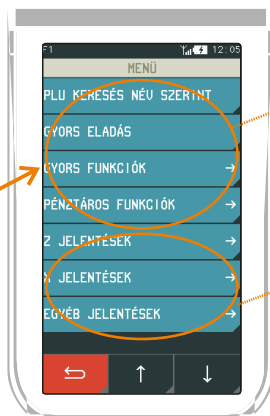 F1 12:05
MENÜ
PLU KERESÉS NÉV SZERINT
GYORS ELADÁS
GYORS FUNKCIÓK →
PÉNZTÁROS FUNKCIÓK →
Z JELENTÉSEK →
X JELENTÉSEK →
EGYÉB JELENTÉSEK →